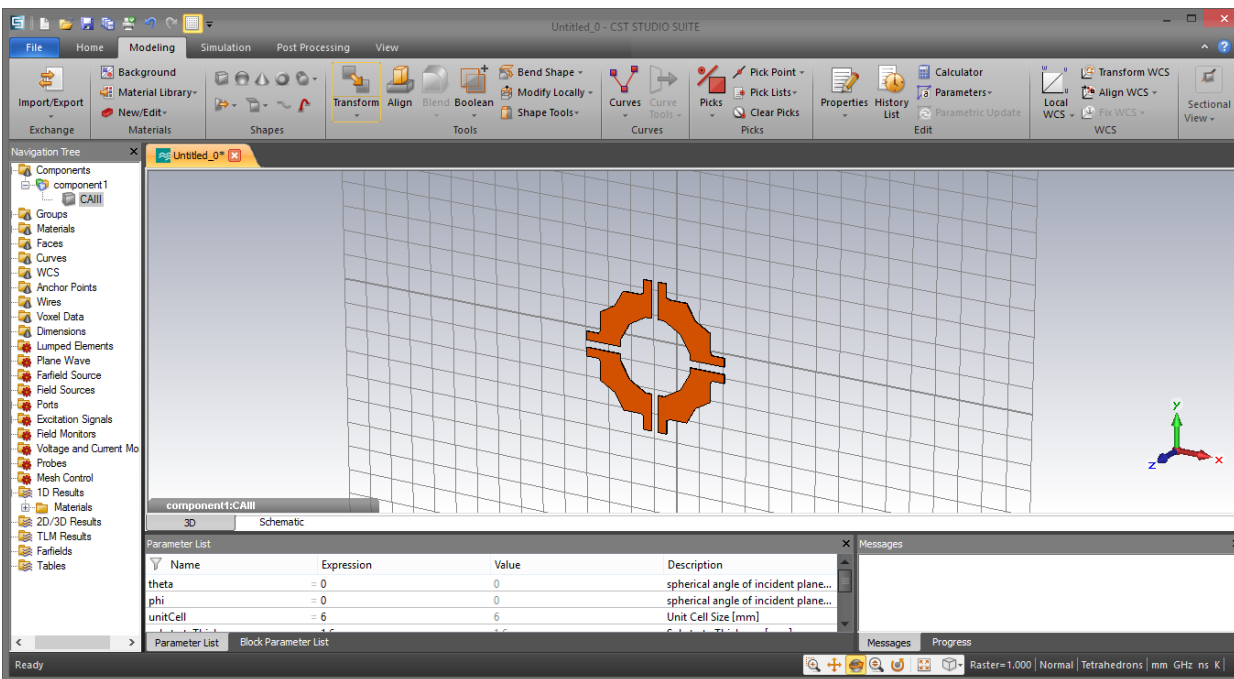 Untitled_0 - CST STUDIO SUITE
File Home Modeling Simulation Post Processing View
Import/Export
Exchange
Background
Material Library
New/Edit
Materials
Shapes
Transform Align Blend Boolean
Bend Shape
Modify Locally
Shape Tools
Tools
Curves Curve Tools
Curves
Picks
Pick Point
Pick Lists
Clear Picks
Picks
Properties History List
Calculator
Parameters
Parametric Update
Edit
Local WCS
Transform WCS
Align WCS
Fix WCS
WCS
Sectional View
Navigation Tree
Components
component1
CAIII
Groups
Materials
Faces
Curves
WCS
Anchor Points
Wires
Voxel Data
Dimensions
Lumped Elements
Plane Wave
Farfield Source
Field Sources
Ports
Excitation Signals
Field Monitors
Voltage and Current Mo
Probes
Mesh Control
1D Results
Materials
2D/3D Results
TLM Results
Farfields
Tables
Untitled_0*
y
x
z
component1:CAIII
3D Schematic
Parameter List
Name Expression Value Description
theta = 0 0 spherical angle of incident plane...
phi = 0 0 spherical angle of incident plane...
unitCell = 6 6 Unit Cell Size [mm]
Parameter List Block Parameter List
Messages
Messages Progress
Ready
Raster=1.000 Normal Tetrahedrons mm GHz ns K